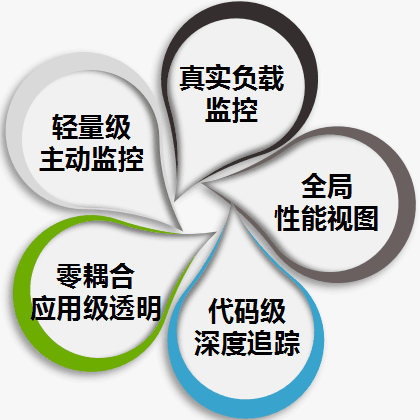 真实负载
监控
轻量级
主动监控
全局
性能视图
零耦合
应用级透明
代码级
深度追踪